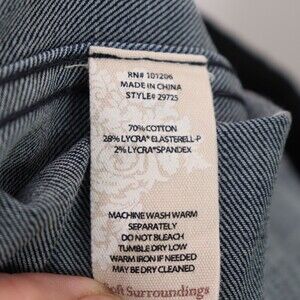 RN# 101206
MADE IN CHINA
STYLE# 29725
70% COTTON
28% LYCRA® ELASTERELL-P
2% LYCRA® SPANDEX
MACHINE WASH WARM
SEPARATELY
DO NOT BLEACH
TUMBLE DRY LOW
WARM IRON IF NEEDED
MAY BE DRY CLEANED
Soft Surroundings